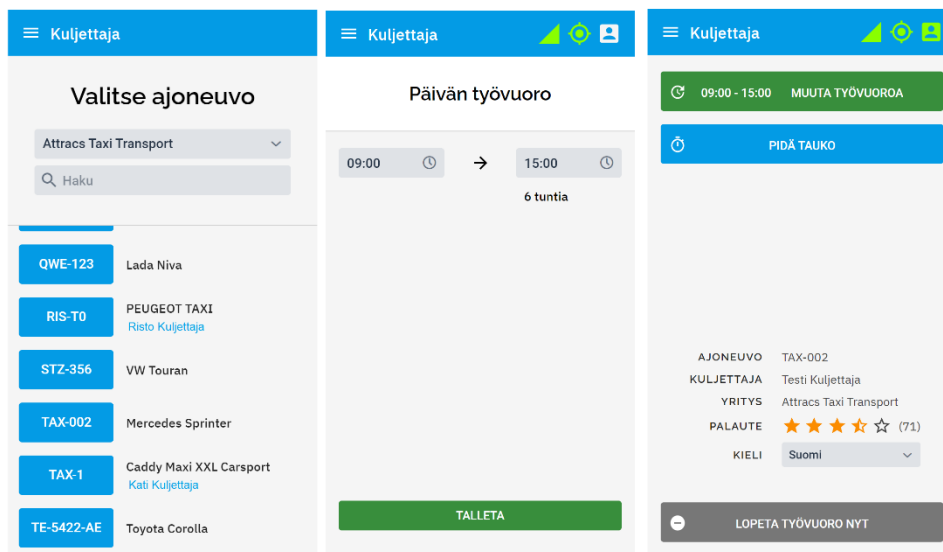 Kuljettaja
Valitse ajoneuvo
Attracs Taxi Transport
Haku
QWE-123 Lada Niva
RIS-T0 PEUGEOT TAXI
Risto Kuljettaja
STZ-356 VW Touran
TAX-002 Mercedes Sprinter
TAX-1 Caddy Maxi XXL Carsport
Kati Kuljettaja
TE-5422-AE Toyota Corolla
Kuljettaja
Päivän työvuoro
09:00 → 15:00
6 tuntia
TALLETA
Kuljettaja
09:00 - 15:00 MUUTA TYÖVUOROA
PIDÄ TAUKO
AJONEUVO TAX-002
KULJETTAJA Testi Kuljettaja
YRITYS Attracs Taxi Transport
PALAUTE (71)
KIELI Suomi
LOPETA TYÖVUORO NYT